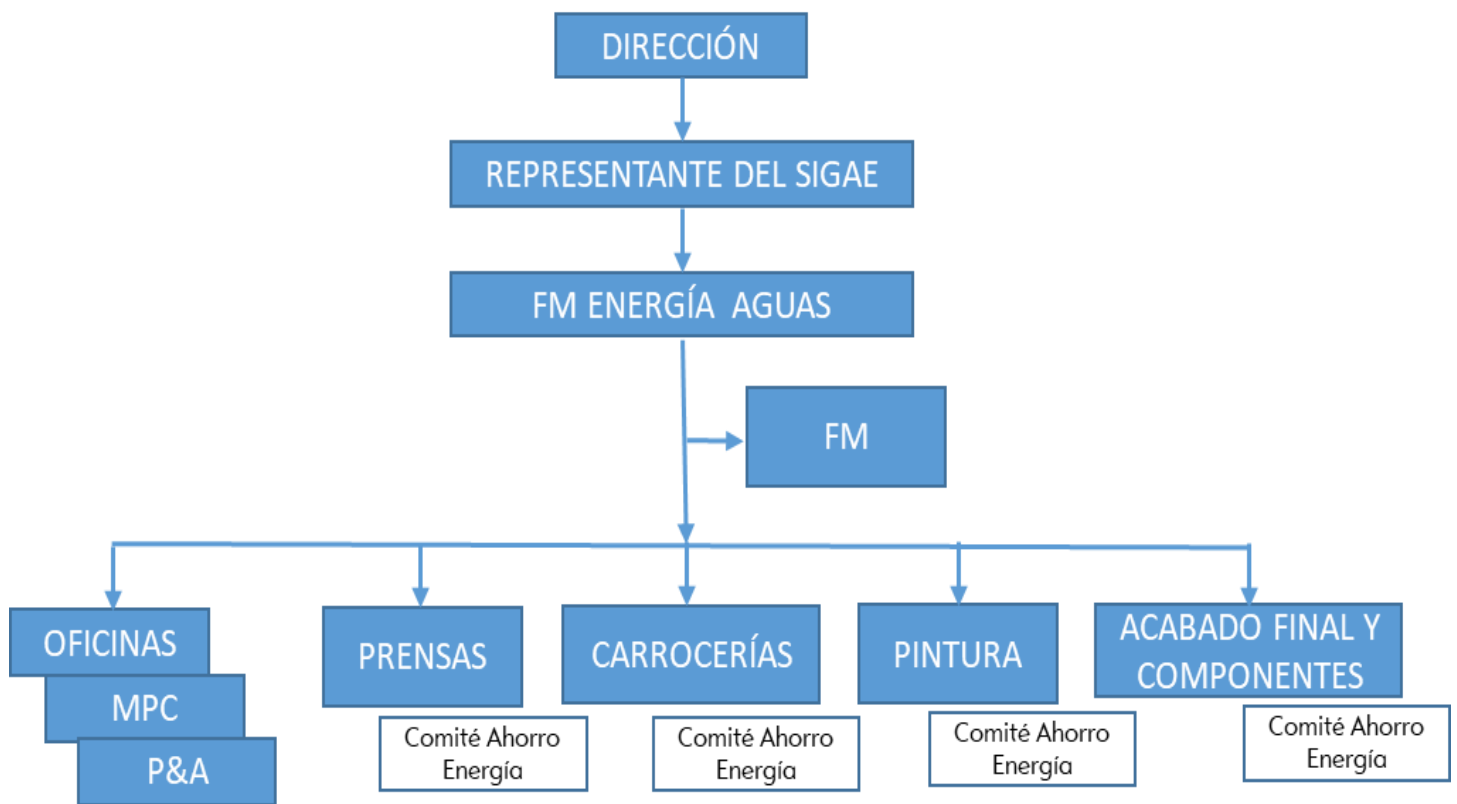 DIRECCIÓN
REPRESENTANTE DEL SIGAE
FM ENERGÍA AGUAS
FM
OFICINAS
MPC
P&A
PRENSAS
Comité Ahorro
Energía
CARROCERÍAS
Comité Ahorro
Energía
PINTURA
Comité Ahorro
Energía
ACABADO FINAL Y
COMPONENTES
Comité Ahorro
Energía